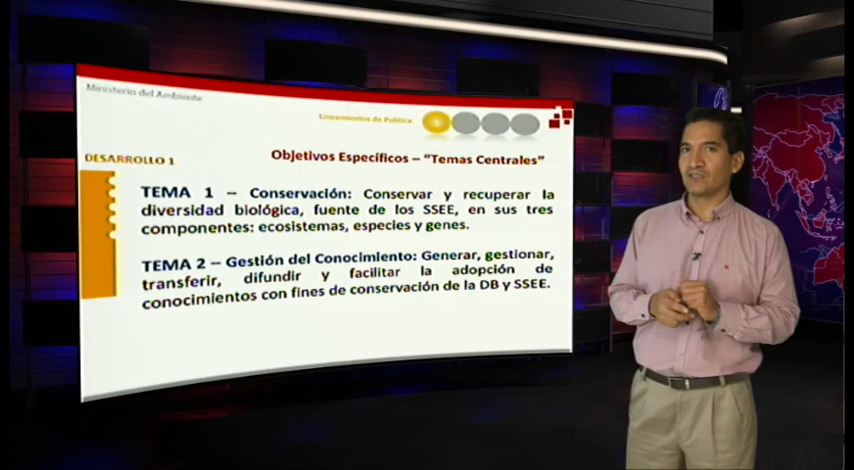 Ministerio del Ambiente
Lineamientos de Política
DESARROLLO 1
Objetivos Específicos – “Temas Centrales”
TEMA 1 – Conservación: Conservar y recuperar la
diversidad biológica, fuente de los SSEE, en sus tres
componentes: ecosistemas, especies y genes.
TEMA 2 – Gestión del Conocimiento: Generar, gestionar,
transferir, difundir y facilitar la adopción de
conocimientos con fines de conservación de la DB y SSEE.